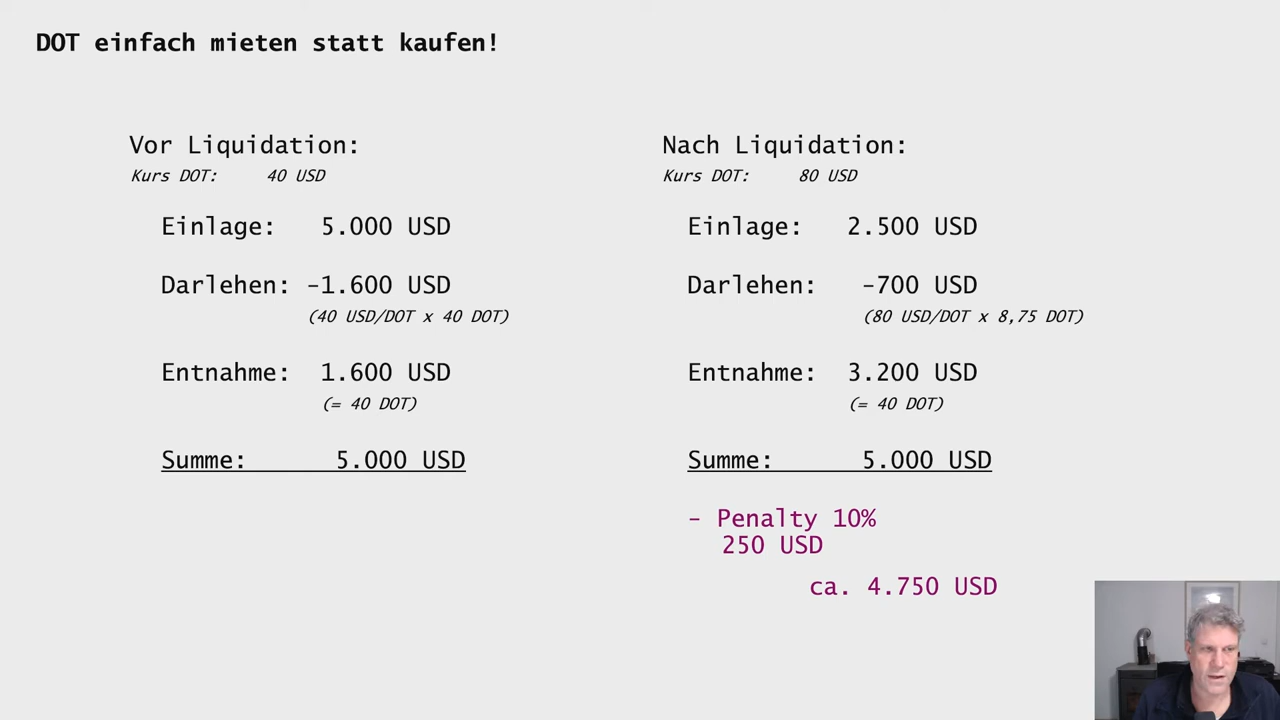 DOT einfach mieten statt kaufen!
Vor Liquidation:
Kurs DOT: 40 USD
Einlage: 5.000 USD
Darlehen: -1.600 USD
(40 USD/DOT x 40 DOT)
Entnahme: 1.600 USD
(= 40 DOT)
Summe: 5.000 USD
Nach Liquidation:
Kurs DOT: 80 USD
Einlage: 2.500 USD
Darlehen: -700 USD
(80 USD/DOT x 8,75 DOT)
Entnahme: 3.200 USD
(= 40 DOT)
Summe: 5.000 USD
- Penalty 10%
250 USD
ca. 4.750 USD